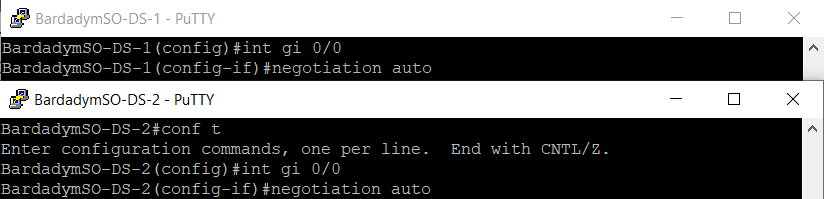 BardadymSO-DS-1 - PuTTY
BardadymSO-DS-1(config)#int gi 0/0
BardadymSO-DS-1(config-if)#negotiation auto
BardadymSO-DS-2 - PuTTY
BardadymSO-DS-2#conf t
Enter configuration commands, one per line.  End with CNTL/Z.
BardadymSO-DS-2(config)#int gi 0/0
BardadymSO-DS-2(config-if)#negotiation auto